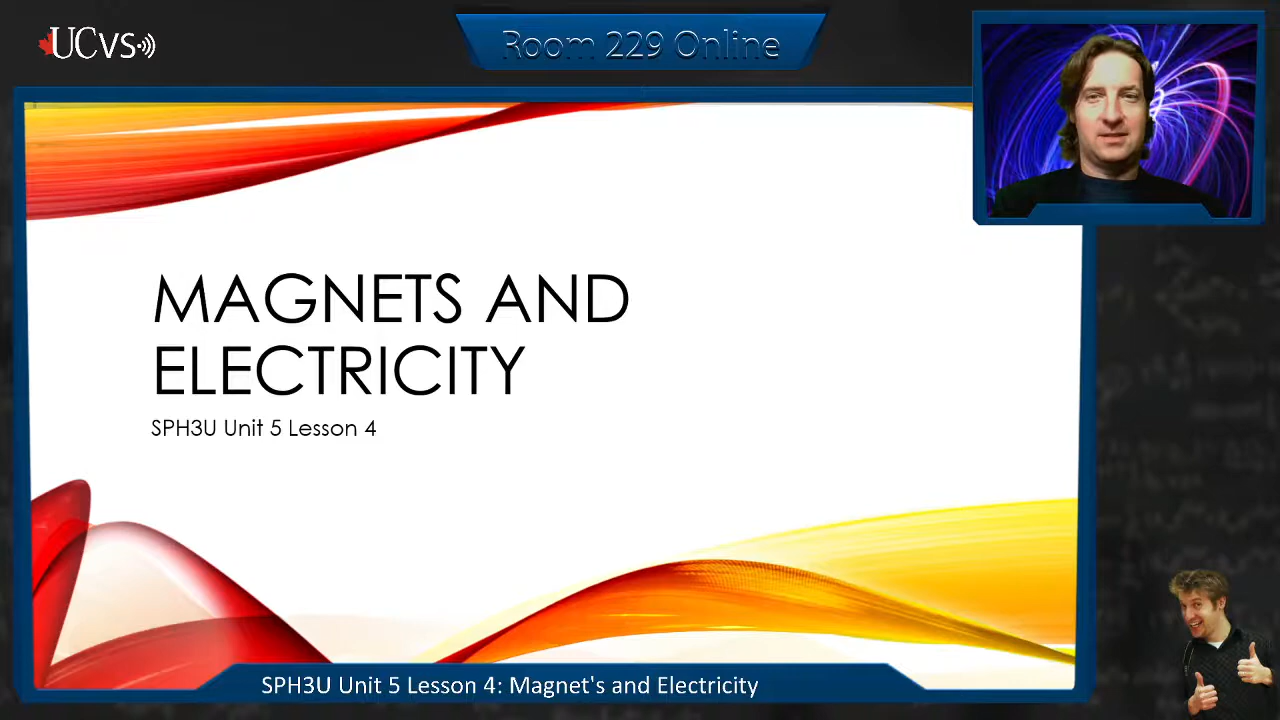 UCvs
Room 229 Online
MAGNETS AND
ELECTRICITY
SPH3U Unit 5 Lesson 4
SPH3U Unit 5 Lesson 4: Magnet's and Electricity